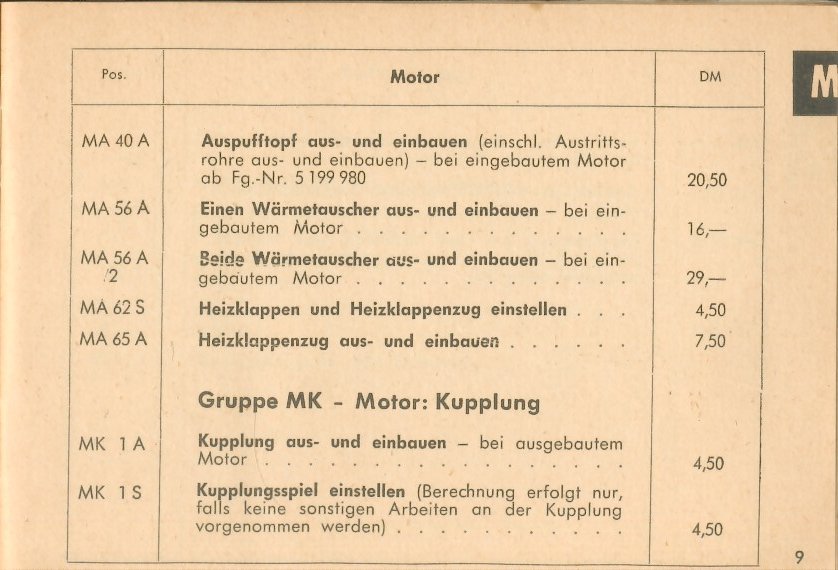 Pos. Motor DM
M
MA 40 A Auspufftopf aus- und einbauen (einschl. Austritts-
rohre aus- und einbauen) – bei eingebautem Motor
ab Fg.-Nr. 5 199 980 20,50
MA 56 A Einen Wärmetauscher aus- und einbauen – bei ein-
gebautem Motor . . . . . . . . . . . . . 16,—
MA 56 A Beide Wärmetauscher aus- und einbauen – bei ein-
/2 gebautem Motor . . . . . . . . . . . . . 29,—
MA 62 S Heizklappen und Heizklappenzug einstellen . . . 4,50
MA 65 A Heizklappenzug aus- und einbauen . . . . . . 7,50
Gruppe MK – Motor: Kupplung
MK 1 A Kupplung aus- und einbauen – bei ausgebautem
Motor . . . . . . . . . . . . . . . . . 4,50
MK 1 S Kupplungsspiel einstellen (Berechnung erfolgt nur,
falls keine sonstigen Arbeiten an der Kupplung
vorgenommen werden) . . . . . . . . . . . 4,50
9